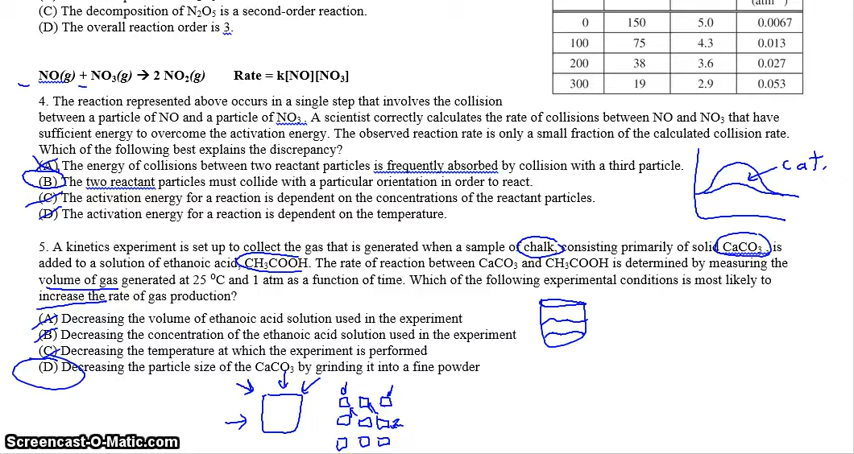 (C) The decomposition of N₂O₅ is a second-order reaction.
(D) The overall reaction order is 3.
(atm⁻¹)
0 150 5.0 0.0067
100 75 4.3 0.013
200 38 3.6 0.027
300 19 2.9 0.053
NO(g) + NO₃(g) → 2 NO₂(g) Rate = k[NO][NO₃]
4. The reaction represented above occurs in a single step that involves the collision
between a particle of NO and a particle of NO₃. A scientist correctly calculates the rate of collisions between NO and NO₃ that have
sufficient energy to overcome the activation energy. The observed reaction rate is only a small fraction of the calculated collision rate.
Which of the following best explains the discrepancy?
(A) The energy of collisions between two reactant particles is frequently absorbed by collision with a third particle.
(B) The two reactant particles must collide with a particular orientation in order to react.
(C) The activation energy for a reaction is dependent on the concentrations of the reactant particles.
(D) The activation energy for a reaction is dependent on the temperature.
cat.
5. A kinetics experiment is set up to collect the gas that is generated when a sample of chalk, consisting primarily of solid CaCO₃, is
added to a solution of ethanoic acid, CH₃COOH. The rate of reaction between CaCO₃ and CH₃COOH is determined by measuring the
volume of gas generated at 25 ⁰C and 1 atm as a function of time. Which of the following experimental conditions is most likely to
increase the rate of gas production?
(A) Decreasing the volume of ethanoic acid solution used in the experiment
(B) Decreasing the concentration of the ethanoic acid solution used in the experiment
(C) Decreasing the temperature at which the experiment is performed
(D) Decreasing the particle size of the CaCO₃ by grinding it into a fine powder
Screencast-O-Matic.com